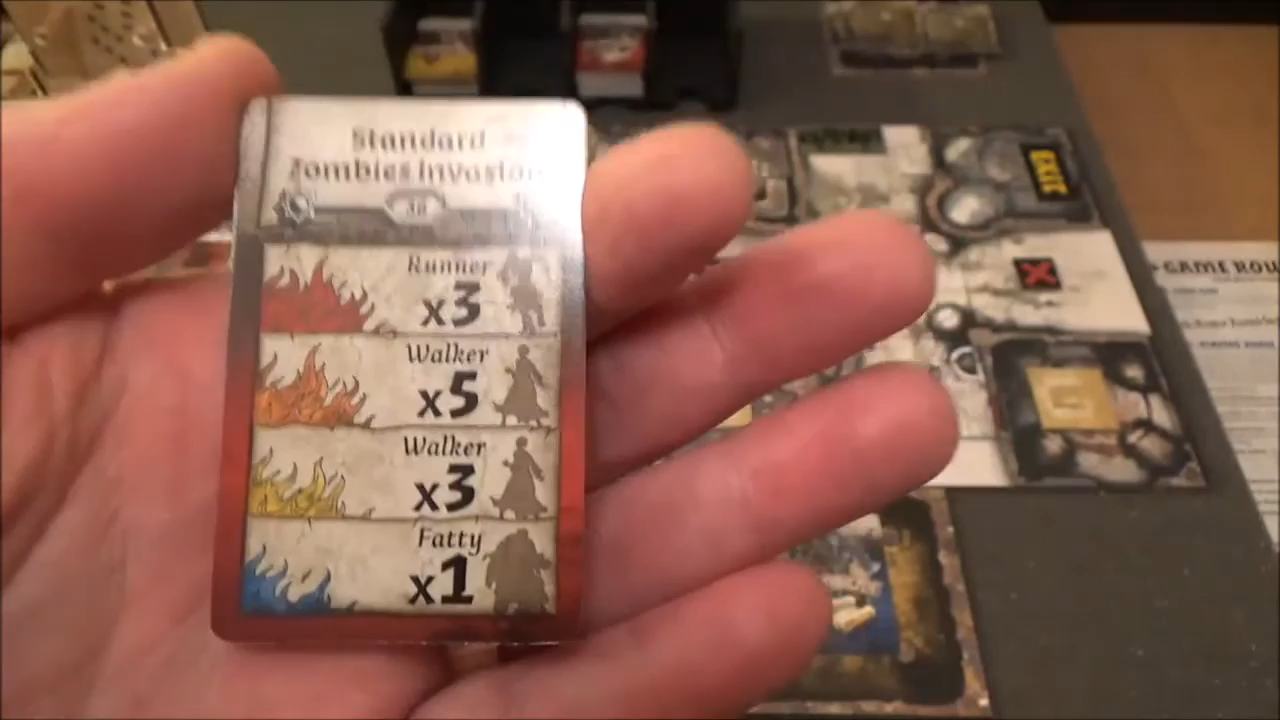 Standard
Zombies Invasion
Runner
x3
Walker
x5
Walker
x3
Fatty
x1
EXIT
X
GAME ROU